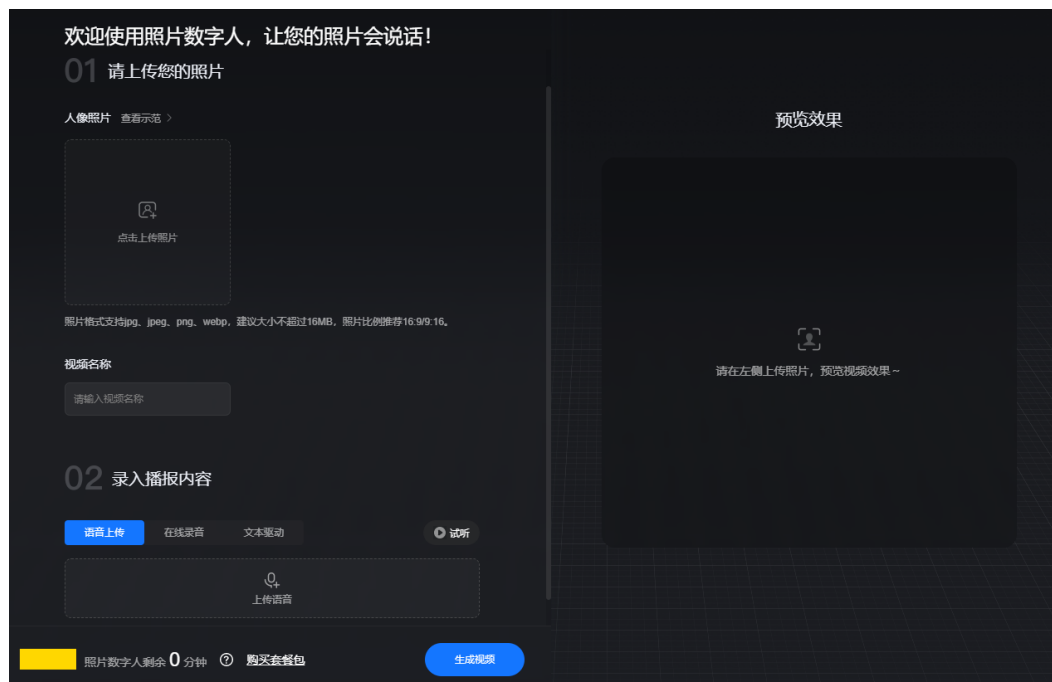 欢迎使用照片数字人，让您的照片会说话！
01 请上传您的照片
人像照片 查看示范 >
点击上传照片
照片格式支持jpg、jpeg、png、webp，建议大小不超过16MB，照片比例推荐16:9/9:16。
视频名称
请输入视频名称
02 录入播报内容
语音上传 在线录音 文本驱动 试听
上传语音
照片数字人剩余 0 分钟 ? 购买套餐包 生成视频
预览效果
请在左侧上传照片，预览视频效果~